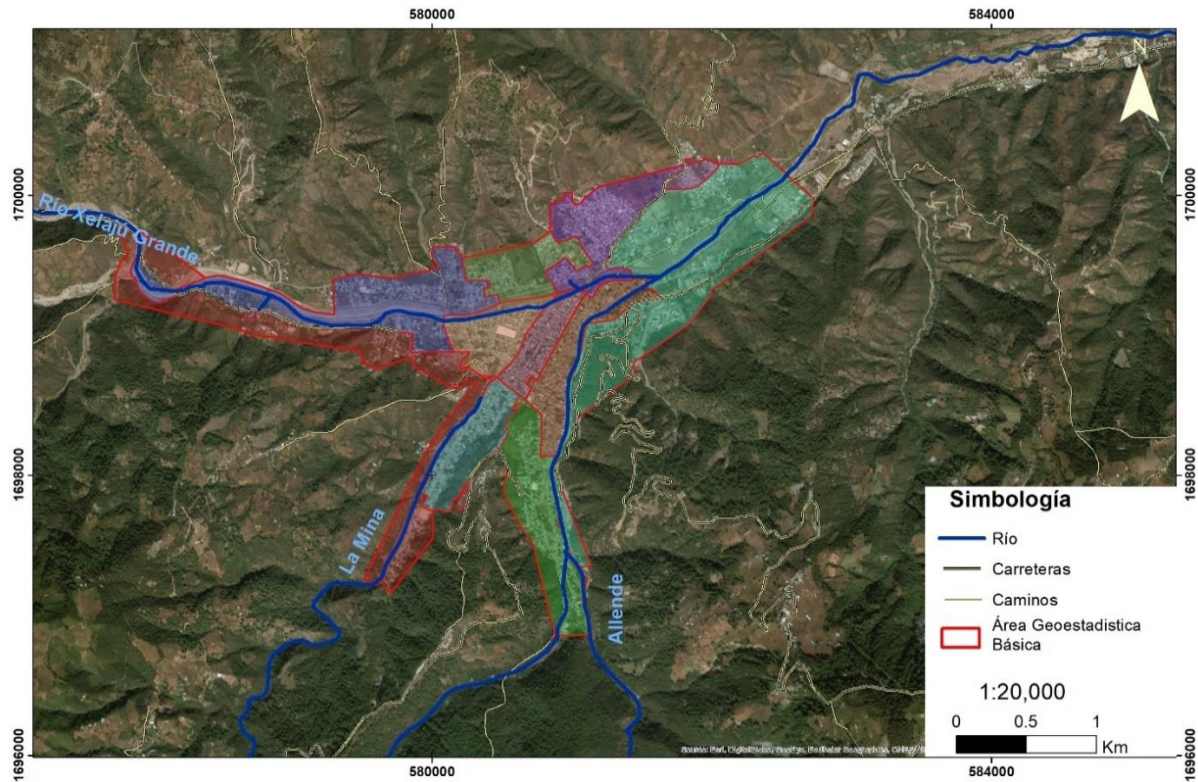 580000
584000
N
1700000
1700000
Río Xelajú Grande
1698000
1698000
La Mina
Allende
Simbología
Río
Carreteras
Caminos
Área Geoestadistica
Básica
1:20,000
0 0.5 1
Km
1696000
1696000
580000
584000